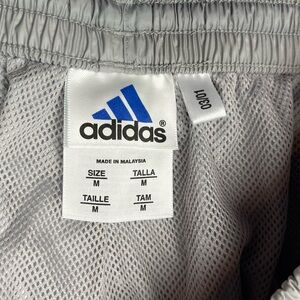 adidas®
MADE IN MALAYSIA
SIZE TALLA
M M
TAILLE TAM
M M
03/01